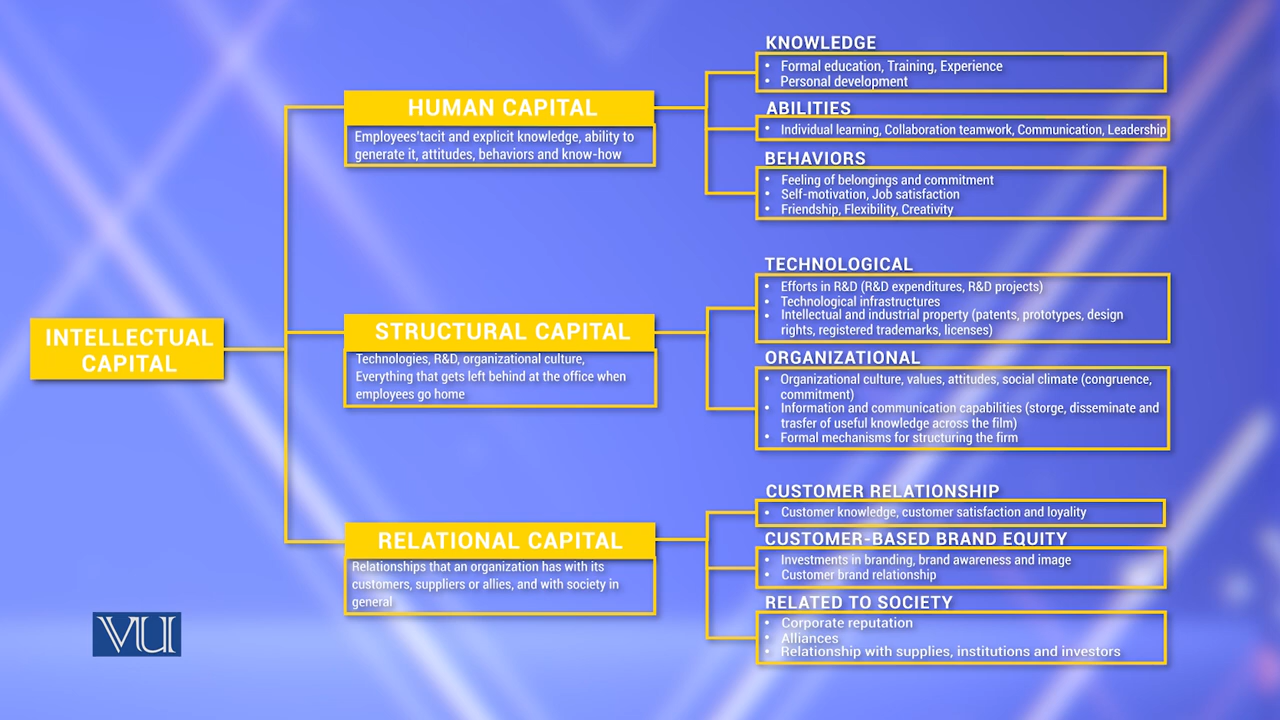 INTELLECTUAL
CAPITAL
HUMAN CAPITAL
Employees'tacit and explicit knowledge, ability to
generate it, attitudes, behaviors and know-how
KNOWLEDGE
• Formal education, Training, Experience
• Personal development
ABILITIES
• Individual learning, Collaboration teamwork, Communication, Leadership
BEHAVIORS
• Feeling of belongings and commitment
• Self-motivation, Job satisfaction
• Friendship, Flexibility, Creativity
STRUCTURAL CAPITAL
Technologies, R&D, organizational culture,
Everything that gets left behind at the office when
employees go home
TECHNOLOGICAL
• Efforts in R&D (R&D expenditures, R&D projects)
• Technological infrastructures
• Intellectual and industrial property (patents, prototypes, design
rights, registered trademarks, licenses)
ORGANIZATIONAL
• Organizational culture, values, attitudes, social climate (congruence,
commitment)
• Information and communication capabilities (storge, disseminate and
trasfer of useful knowledge across the film)
• Formal mechanisms for structuring the firm
RELATIONAL CAPITAL
Relationships that an organization has with its
customers, suppliers or allies, and with society in
general
CUSTOMER RELATIONSHIP
• Customer knowledge, customer satisfaction and loyality
CUSTOMER-BASED BRAND EQUITY
• Investments in branding, brand awareness and image
• Customer brand relationship
RELATED TO SOCIETY
• Corporate reputation
• Alliances
• Relationship with supplies, institutions and investors
VU